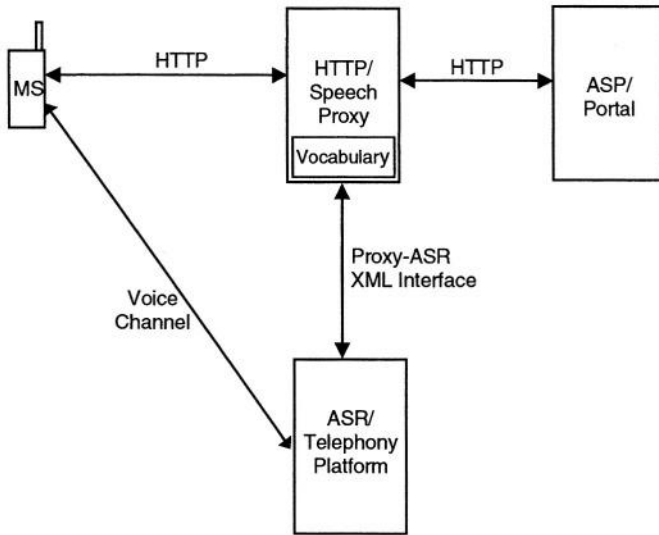 HTTP
HTTP/
Speech
Proxy
Vocabulary
HTTP
ASP/
Portal
MS
Proxy-ASR
XML Interface
Voice
Channel
ASR/
Telephony
Platform